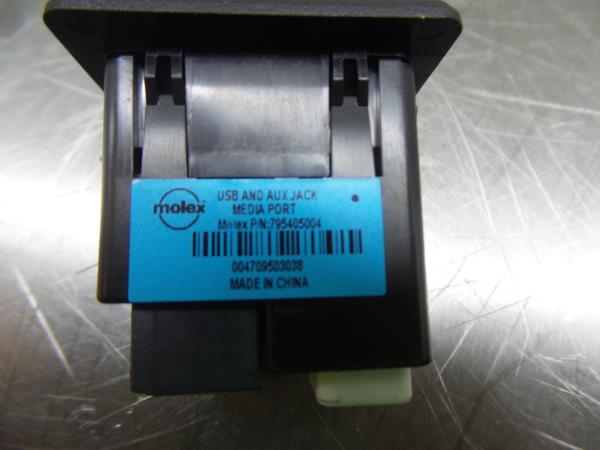 molex
USB AND AUX JACK
MEDIA PORT
Molex P/N:795405004
004709503038
MADE IN CHINA